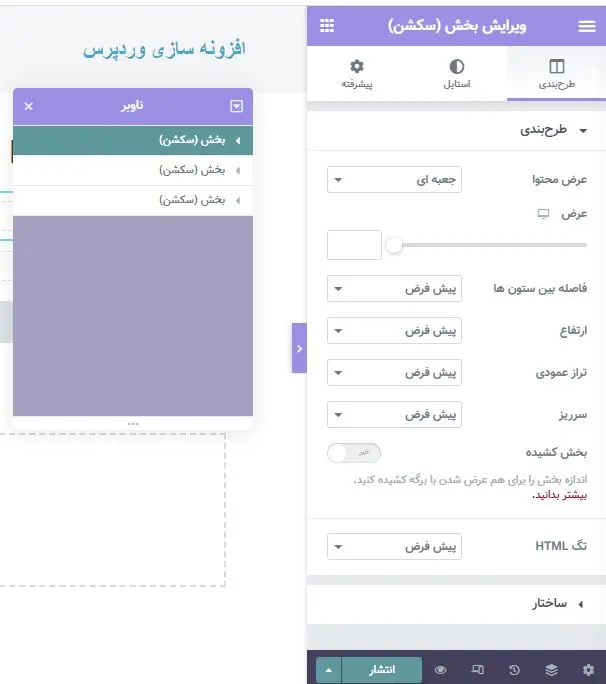 ویرایش بخش (سکشن)
طرح‌بندی
استایل
پیشرفته
طرح‌بندی
عرض محتوا
جعبه ای
عرض
فاصله بین ستون ها
پیش فرض
ارتفاع
پیش فرض
تراز عمودی
پیش فرض
سرریز
پیش فرض
بخش کشیده
خیر
اندازه بخش را برای هم عرض شدن با برگه کشیده کنید.
بیشتر بدانید.
تگ HTML
پیش فرض
ساختار
انتشار
افزونه سازی وردپرس
ناوبر
بخش (سکشن)
بخش (سکشن)
بخش (سکشن)